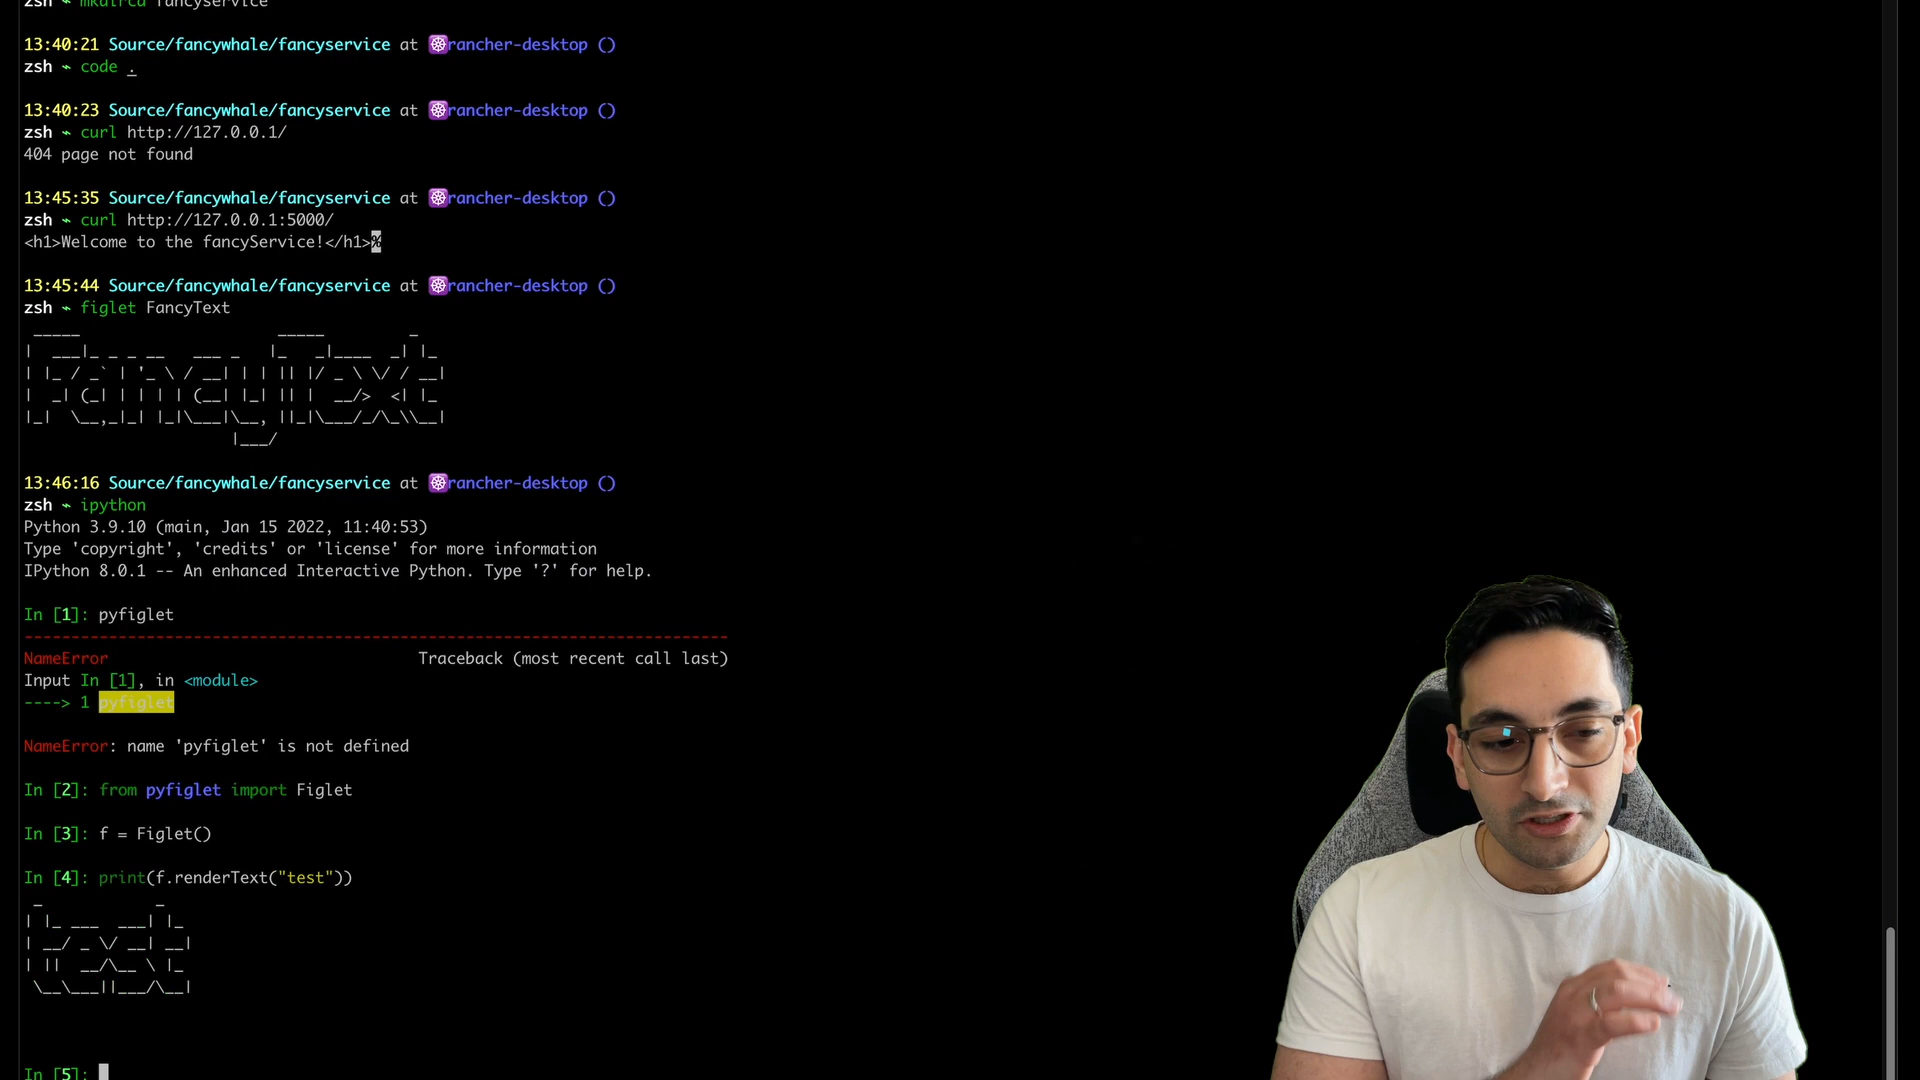 zsh ⌁ mkdircd fancyservice
13:40:21 Source/fancywhale/fancyservice at ⎈rancher-desktop ()
zsh ⌁ code .
13:40:23 Source/fancywhale/fancyservice at ⎈rancher-desktop ()
zsh ⌁ curl http://127.0.0.1/
404 page not found
13:45:35 Source/fancywhale/fancyservice at ⎈rancher-desktop ()
zsh ⌁ curl http://127.0.0.1:5000/
<h1>Welcome to the fancyService!</h1>%
13:45:44 Source/fancywhale/fancyservice at ⎈rancher-desktop ()
zsh ⌁ figlet FancyText
FancyText
13:46:16 Source/fancywhale/fancyservice at ⎈rancher-desktop ()
zsh ⌁ ipython
Python 3.9.10 (main, Jan 15 2022, 11:40:53)
Type 'copyright', 'credits' or 'license' for more information
IPython 8.0.1 -- An enhanced Interactive Python. Type '?' for help.
In [1]: pyfiglet
---------------------------------------------------------------------------
NameError                                 Traceback (most recent call last)
Input In [1], in <module>
----> 1 pyfiglet
NameError: name 'pyfiglet' is not defined
In [2]: from pyfiglet import Figlet
In [3]: f = Figlet()
In [4]: print(f.renderText("test"))
test
In [5]: